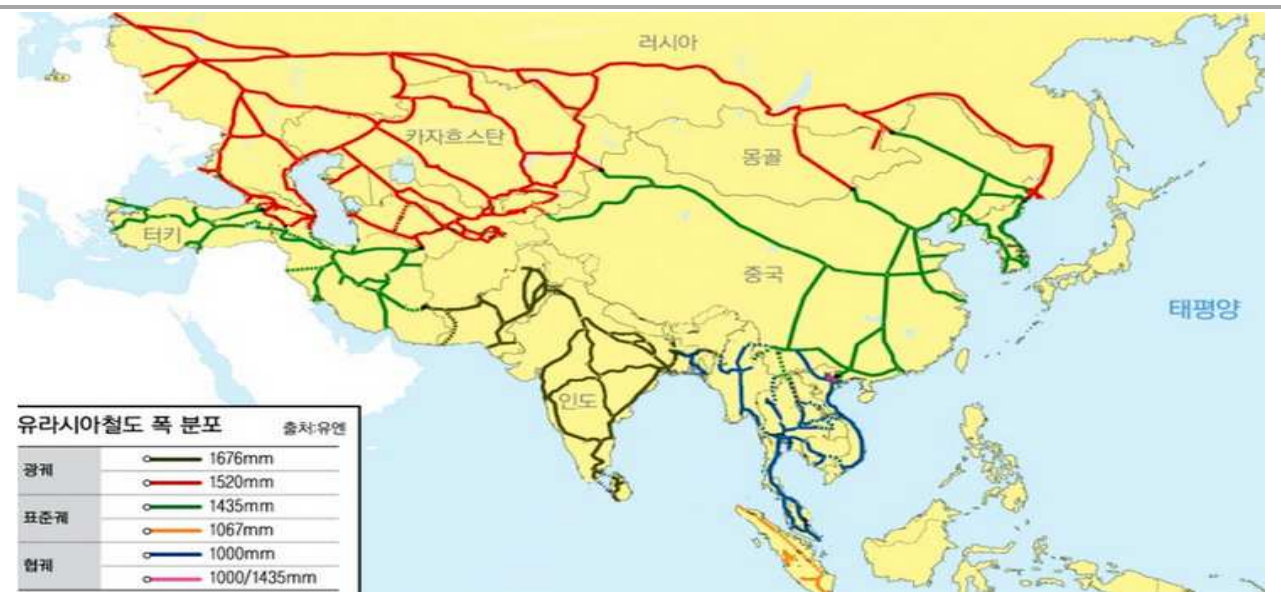 러시아
카자흐스탄
몽골
터키
중국
태평양
인도
유라시아철도 폭 분포 출처:유엔
광궤 1676mm
1520mm
표준궤 1435mm
1067mm
협궤 1000mm
1000/1435mm